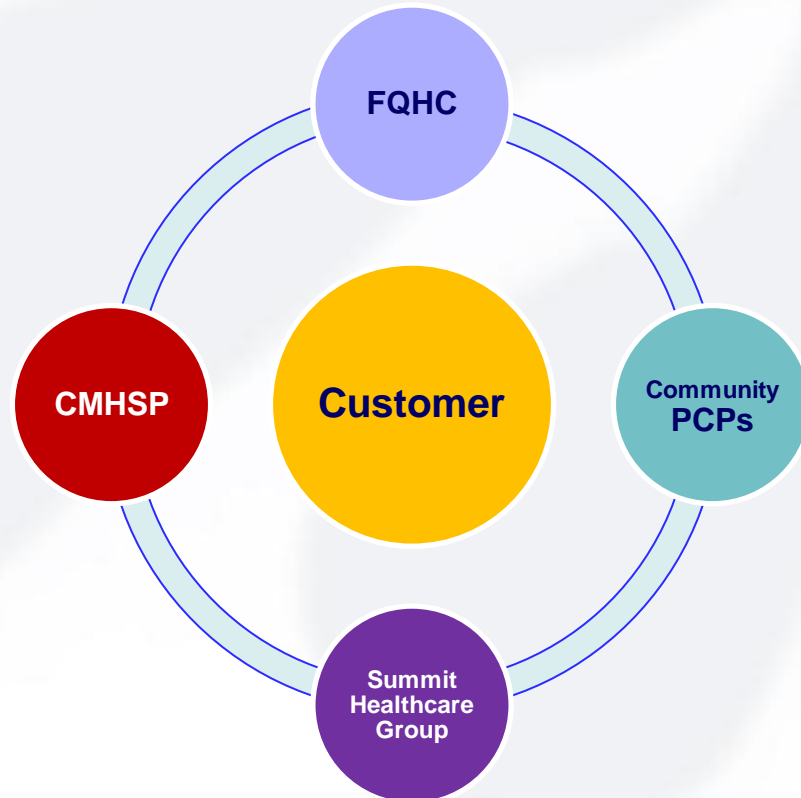 FQHC
CMHSP
Customer
Community
PCPs
Summit
Healthcare
Group